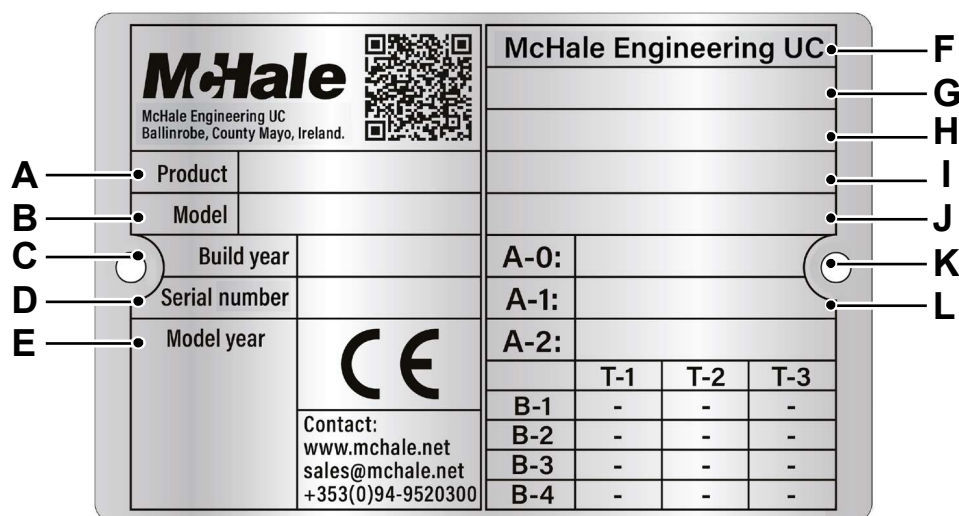 McHale
McHale Engineering UC
Ballinrobe, County Mayo, Ireland.
Product
Model
Build year
Serial number
Model year
CE
Contact:
www.mchale.net
sales@mchale.net
+353(0)94-9520300
McHale Engineering UC
A-0:
A-1:
A-2:
T-1 T-2 T-3
B-1 - - -
B-2 - - -
B-3 - - -
B-4 - - -
A
B
C
D
E
F
G
H
I
J
K
L